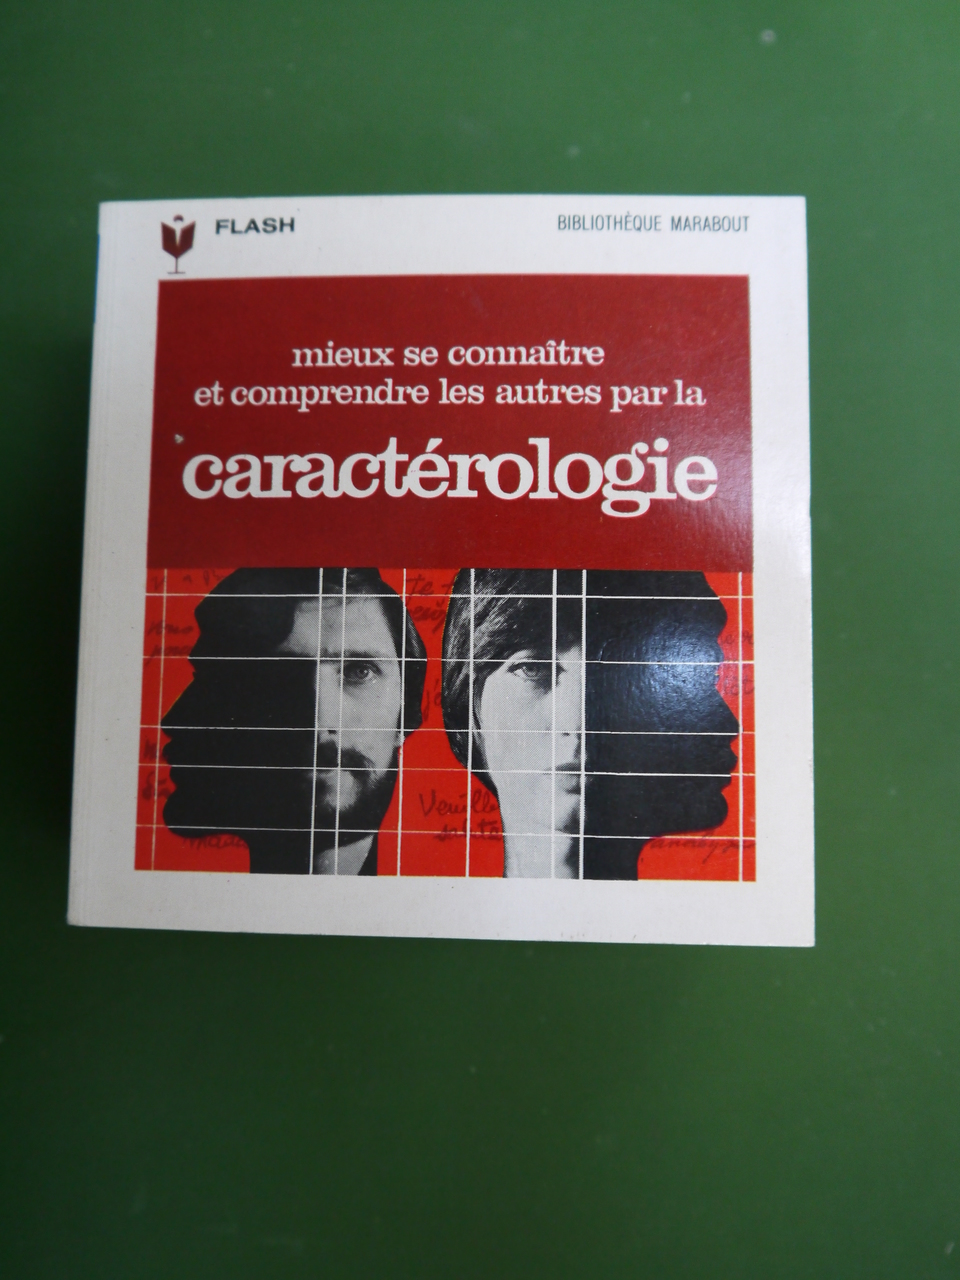 FLASH
BIBLIOTHÈQUE MARABOUT
mieux se connaître
et comprendre les autres par la
caractérologie